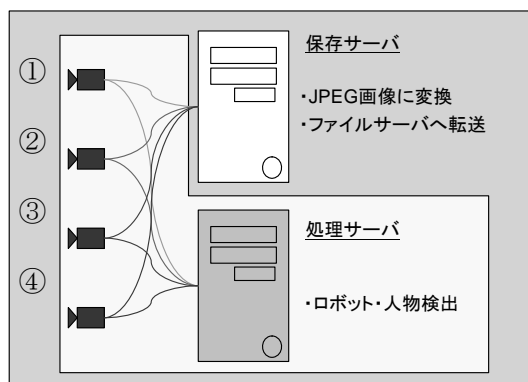 ①
②
③
④
保存サーバ
・JPEG画像に変換
・ファイルサーバへ転送
処理サーバ
・ロボット・人物検出